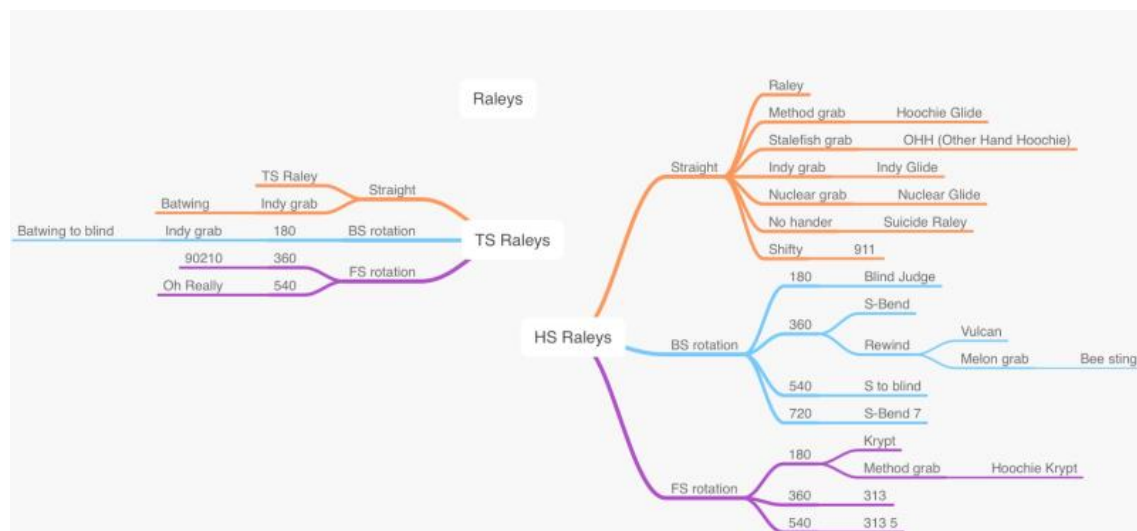 Raleys
TS Raleys
Straight
TS Raley
Indy grab
Batwing
BS rotation
180
Indy grab
Batwing to blind
FS rotation
360
90210
540
Oh Really
HS Raleys
Straight
Raley
Method grab
Hoochie Glide
Stalefish grab
OHH (Other Hand Hoochie)
Indy grab
Indy Glide
Nuclear grab
Nuclear Glide
No hander
Suicide Raley
Shifty
911
BS rotation
180
Blind Judge
360
S-Bend
Rewind
Vulcan
Melon grab
Bee sting
540
S to blind
720
S-Bend 7
FS rotation
180
Krypt
Method grab
Hoochie Krypt
360
313
540
313 5